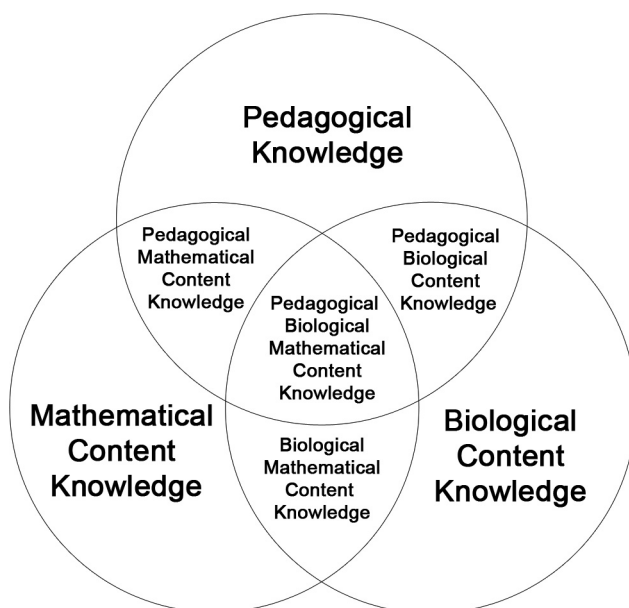 Pedagogical
Knowledge
Pedagogical
Mathematical
Content
Knowledge
Pedagogical
Biological
Content
Knowledge
Pedagogical
Biological
Mathematical
Content
Knowledge
Mathematical
Content
Knowledge
Biological
Content
Knowledge
Biological
Mathematical
Content
Knowledge